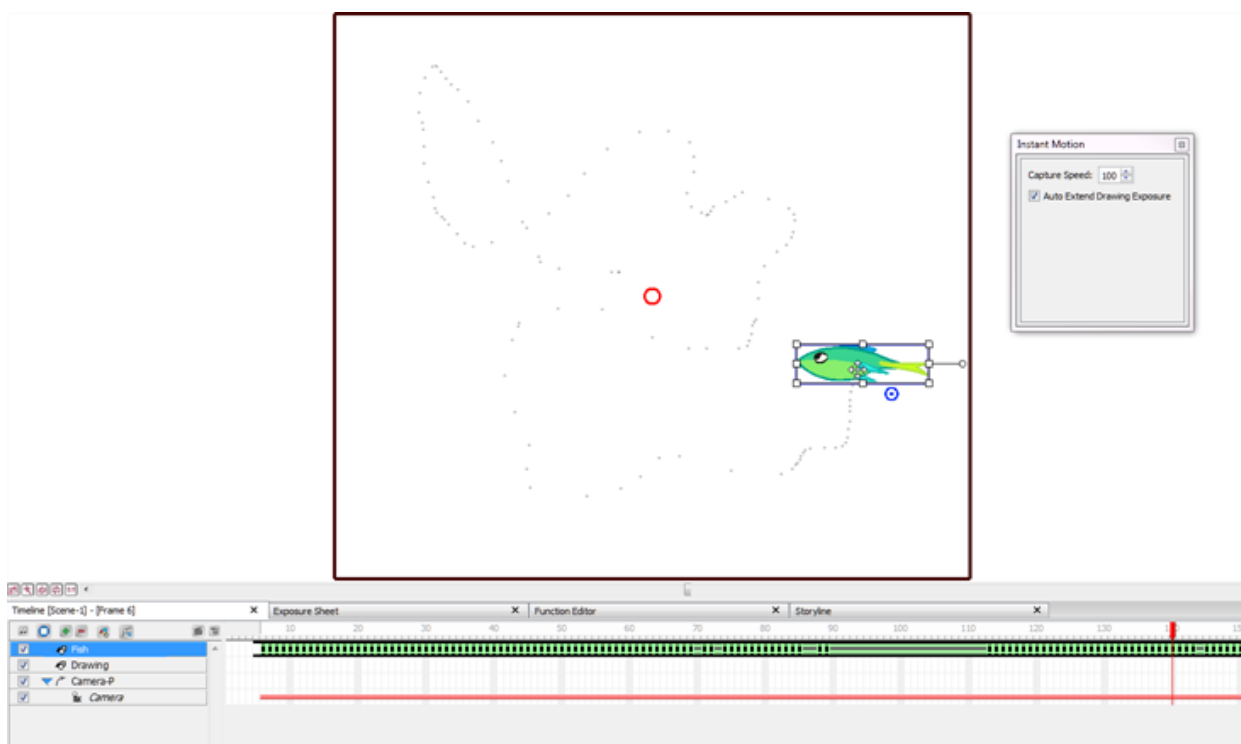 Instant Motion
Capture Speed: 100
Auto Extend Drawing Exposure
Timeline [Scene-1] - [Frame 6] Exposure Sheet Function Editor Storyline
10 20 30 40 50 60 70 80 90 100 110 120 130
Fish
Drawing
Camera-P
Camera